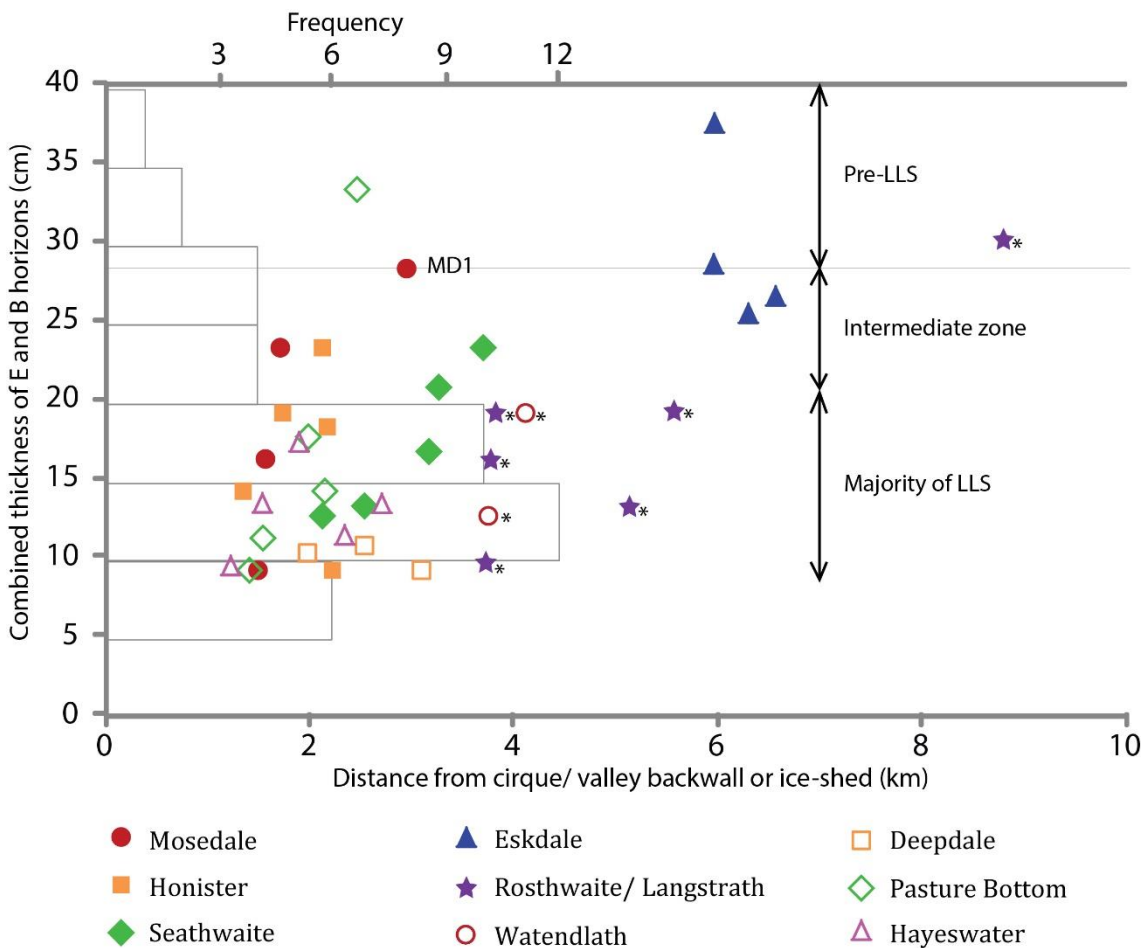 Frequency
3 6 9 12
Combined thickness of E and B horizons (cm)
40
35
30
25
20
15
10
5
0
Pre-LLS
MD1
Intermediate zone
Majority of LLS
*
* * *
*
* *
*
0 2 4 6 8 10
Distance from cirque/ valley backwall or ice-shed (km)
Mosedale Eskdale Deepdale
Honister Rosthwaite/ Langstrath Pasture Bottom
Seathwaite Watendlath Hayeswater